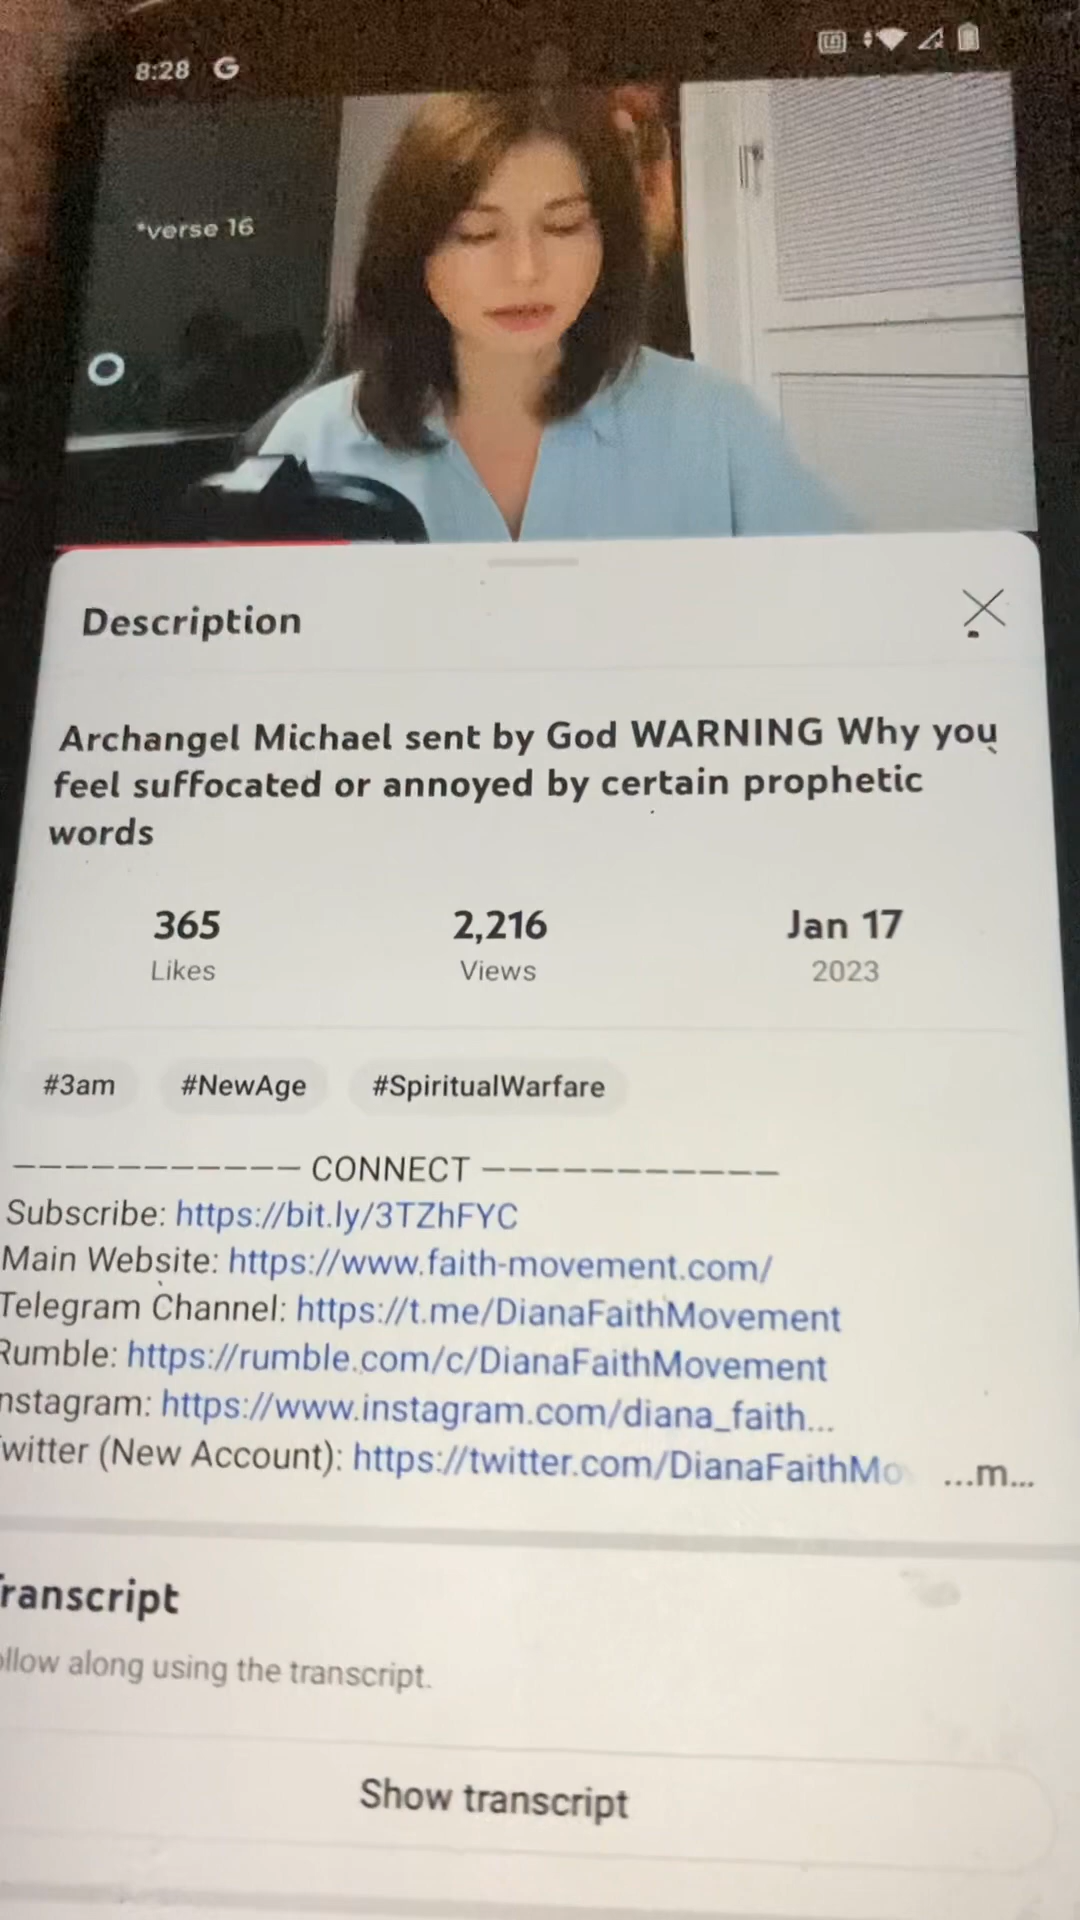 8:28 G
*verse 16
Description
Archangel Michael sent by God WARNING Why you
feel suffocated or annoyed by certain prophetic
words
365 2,216 Jan 17
Likes Views 2023
#3am #NewAge #SpiritualWarfare
----------- CONNECT -----------
Subscribe: https://bit.ly/3TZhFYC
Main Website: https://www.faith-movement.com/
Telegram Channel: https://t.me/DianaFaithMovement
Rumble: https://rumble.com/c/DianaFaithMovement
nstagram: https://www.instagram.com/diana_faith...
witter (New Account): https://twitter.com/DianaFaithMo ...m...
Transcript
ollow along using the transcript.
Show transcript